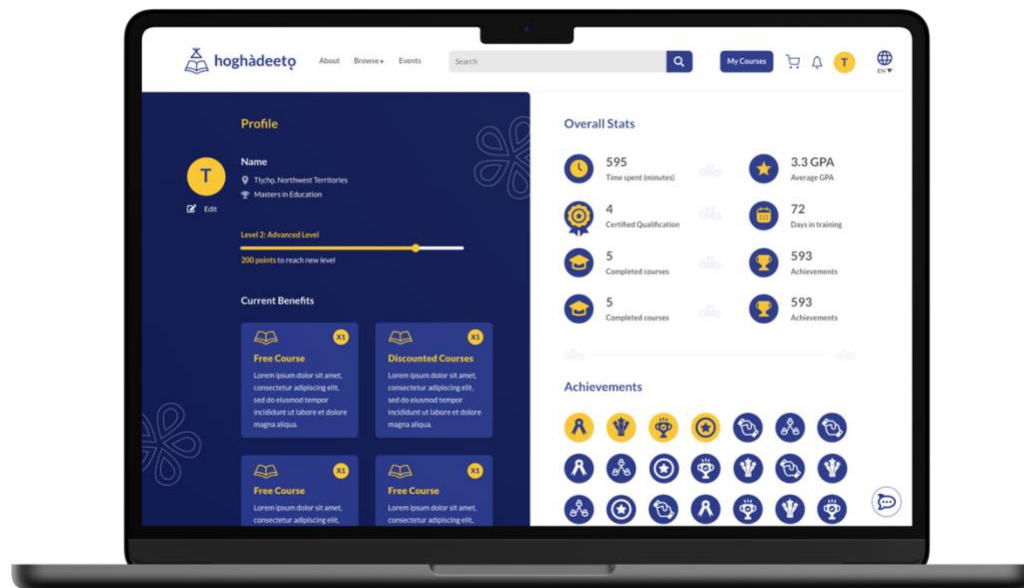 hoghàdeetǫ
About
Browse▸
Events
Search
My Courses
T
EN▼
Profile
T
Name
Tłı̨chǫ, Northwest Territories
Masters in Education
Edit
Level 2: Advanced Level
200 points to reach new level
Current Benefits
X1
Free Course
Lorem ipsum dolor sit amet,
consectetur adipiscing elit,
sed do eiusmod tempor
incididunt ut labore et dolore
magna aliqua.
X1
Discounted Courses
Lorem ipsum dolor sit amet,
consectetur adipiscing elit,
sed do eiusmod tempor
incididunt ut labore et dolore
magna aliqua.
X1
Free Course
Lorem ipsum dolor sit amet,
consectetur adipiscing elit,
X1
Free Course
Lorem ipsum dolor sit amet,
consectetur adipiscing elit,
Overall Stats
595
Time spent (minutes)
3.3 GPA
Average GPA
4
Certified Qualification
72
Days in training
5
Completed courses
593
Achievements
5
Completed courses
593
Achievements
Achievements